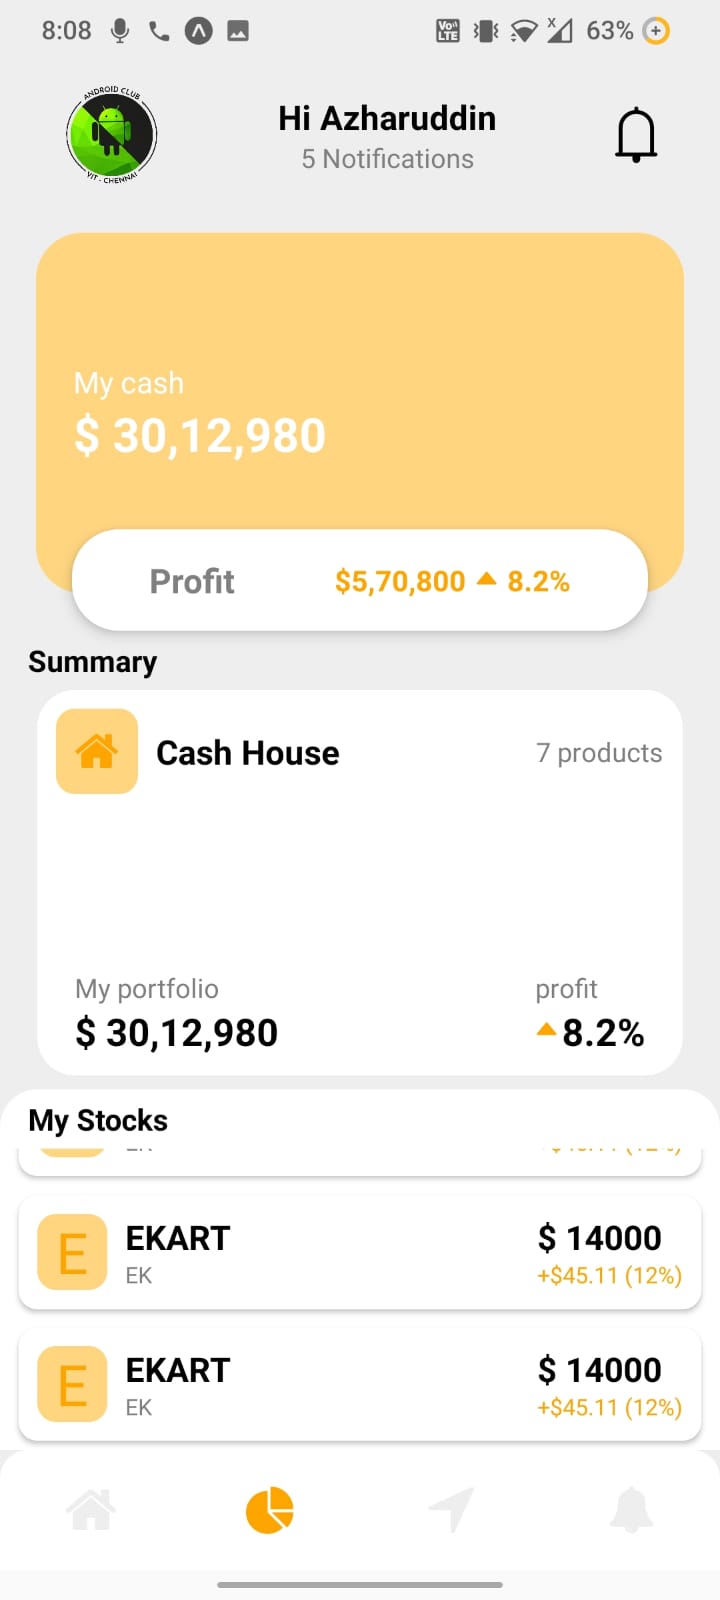 8:08
Vo)) LTE
x
63%
ANDROID CLUB
VIT - CHENNAI
Hi Azharuddin
5 Notifications
My cash
$ 30,12,980
Profit $5,70,800 8.2%
Summary
Cash House 7 products
My portfolio profit
$ 30,12,980 8.2%
My Stocks
E EKART $ 14000
EK +$45.11 (12%)
E EKART $ 14000
EK +$45.11 (12%)